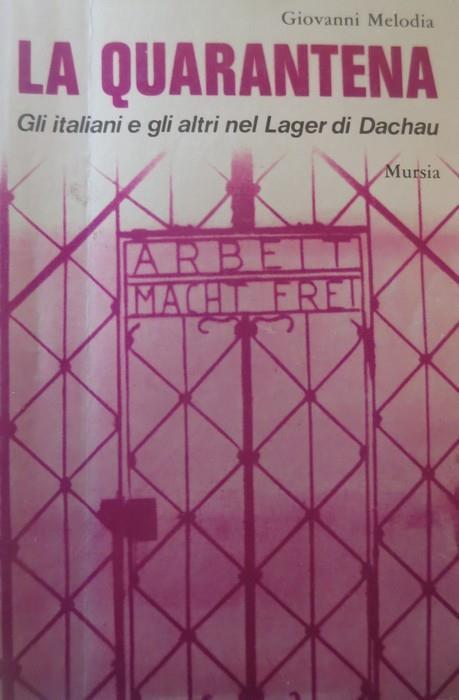 Giovanni Melodia
LA QUARANTENA
Gli italiani e gli altri nel Lager di Dachau
Mursia
ARBEIT
MACHT FREI